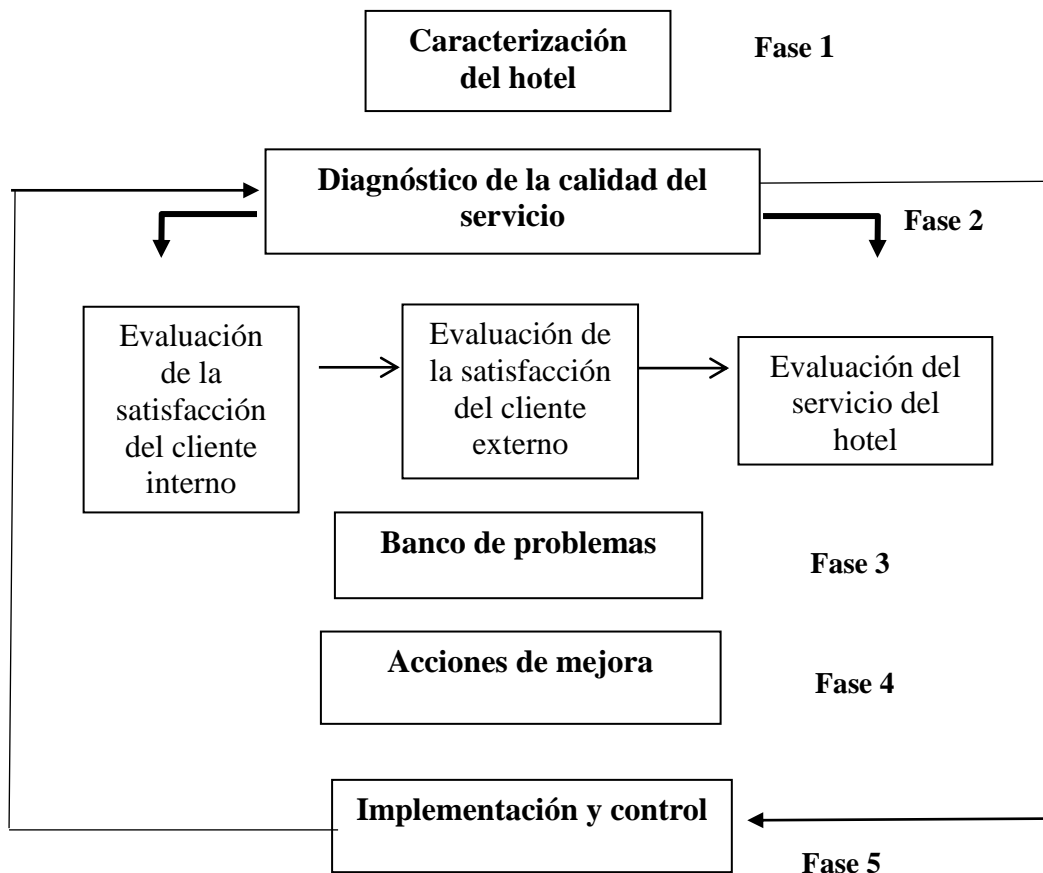 Caracterización
del hotel
Fase 1
Diagnóstico de la calidad del
servicio
Fase 2
Evaluación
de la
satisfacción
del cliente
interno
Evaluación de
la satisfacción
del cliente
externo
Evaluación del
servicio del
hotel
Banco de problemas
Fase 3
Acciones de mejora
Fase 4
Implementación y control
Fase 5